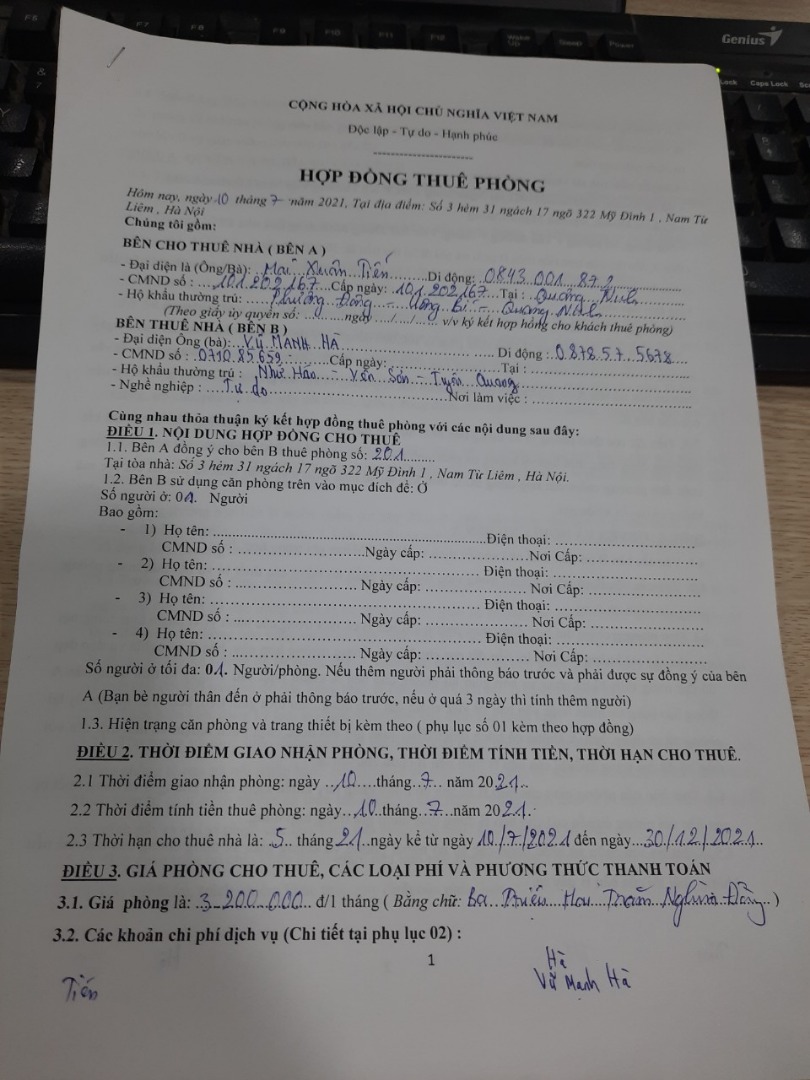 Genius
CỘNG HÒA XÃ HỘI CHỦ NGHĨA VIỆT NAM
Độc lập - Tự do - Hạnh phúc
HỢP ĐỒNG THUÊ PHÒNG
Hôm nay, ngày 10 tháng 7 năm 2021, Tại địa điểm: Số 3 hẻm 31 ngách 17 ngõ 322 Mỹ Đình 1 , Nam Từ
Liêm , Hà Nội
Chúng tôi gồm:
BÊN CHO THUÊ NHÀ ( BÊN A )
- Đại diện là (Ông/Bà): Mai Xuân Tiến Di động: 0843 001 872
- CMND số : 101202167 Cấp ngày: 101202167 Tại : Quảng Ninh
- Hộ khẩu thường trú: Phương Đông - Uông Bí - Quảng Ninh
(Theo giấy ủy quyền số: ..../.....ngày ..../..../.... v/v ký kết hợp hồng cho khách thuê phòng)
BÊN THUÊ NHÀ ( BÊN B )
- Đại diện Ông (bà): VŨ MẠNH HÀ Di động : 0878.57.5678
- CMND số : 071085659 Cấp ngày: Tại :
- Hộ khẩu thường trú : Như Hán - Yên Sơn - Tuyên Quang
- Nghề nghiệp : Tự do Nơi làm việc :
Cùng nhau thỏa thuận ký kết hợp đồng thuê phòng với các nội dung sau đây:
ĐIỀU 1. NỘI DUNG HỢP ĐỒNG CHO THUÊ
1.1. Bên A đồng ý cho bên B thuê phòng số: 201
Tại tòa nhà: Số 3 hẻm 31 ngách 17 ngõ 322 Mỹ Đình 1 , Nam Từ Liêm , Hà Nội.
1.2. Bên B sử dụng căn phòng trên vào mục đích để: Ở
Số người ở: 01. Người
Bao gồm:
- 1) Họ tên: Điện thoại:
CMND số : Ngày cấp: Nơi Cấp:
- 2) Họ tên: Điện thoại:
CMND số : Ngày cấp: Nơi Cấp:
- 3) Họ tên: Điện thoại:
CMND số : Ngày cấp: Nơi Cấp:
- 4) Họ tên: Điện thoại:
CMND số : Ngày cấp: Nơi Cấp:
Số người ở tối đa: 01. Người/phòng. Nếu thêm người phải thông báo trước và phải được sự đồng ý của bên
A (Bạn bè người thân đến ở phải thông báo trước, nếu ở quá 3 ngày thì tính thêm người)
1.3. Hiện trạng căn phòng và trang thiết bị kèm theo ( phụ lục số 01 kèm theo hợp đồng)
ĐIỀU 2. THỜI ĐIỂM GIAO NHẬN PHÒNG, THỜI ĐIỂM TÍNH TIỀN, THỜI HẠN CHO THUÊ.
2.1 Thời điểm giao nhận phòng: ngày 10 tháng 7 năm 2021
2.2 Thời điểm tính tiền thuê phòng: ngày 10 tháng 7 năm 2021
2.3 Thời hạn cho thuê nhà là: 5 tháng 21 ngày kể từ ngày 10/7/2021 đến ngày 30/12/2021
ĐIỀU 3. GIÁ PHÒNG CHO THUÊ, CÁC LOẠI PHÍ VÀ PHƯƠNG THỨC THANH TOÁN
3.1. Giá phòng là: 3.200.000 đ/1 tháng ( Bằng chữ: Ba Triệu Hai Trăm Nghìn Đồng )
3.2. Các khoản chi phí dịch vụ (Chi tiết tại phụ lục 02) :
1
Tiến
Hà
Vũ Mạnh Hà